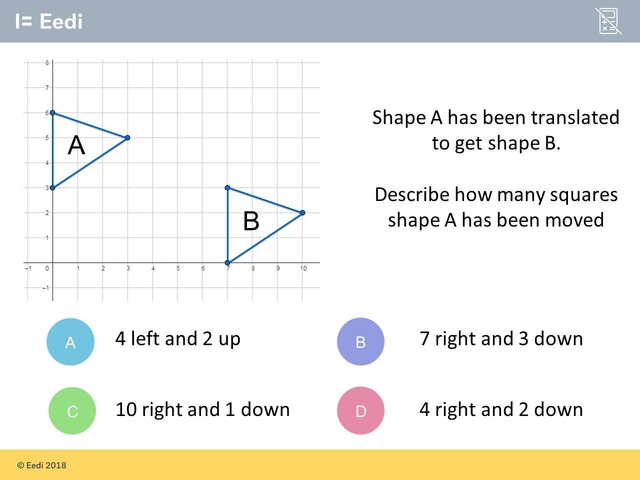 Eedi
8
7
6
5
4
3
2
1
−1
−1 0 1 2 3 4 5 6 7 8 9 10
A
B
Shape A has been translated
to get shape B.
Describe how many squares
shape A has been moved
A 4 left and 2 up
B 7 right and 3 down
C 10 right and 1 down
D 4 right and 2 down
© Eedi 2018